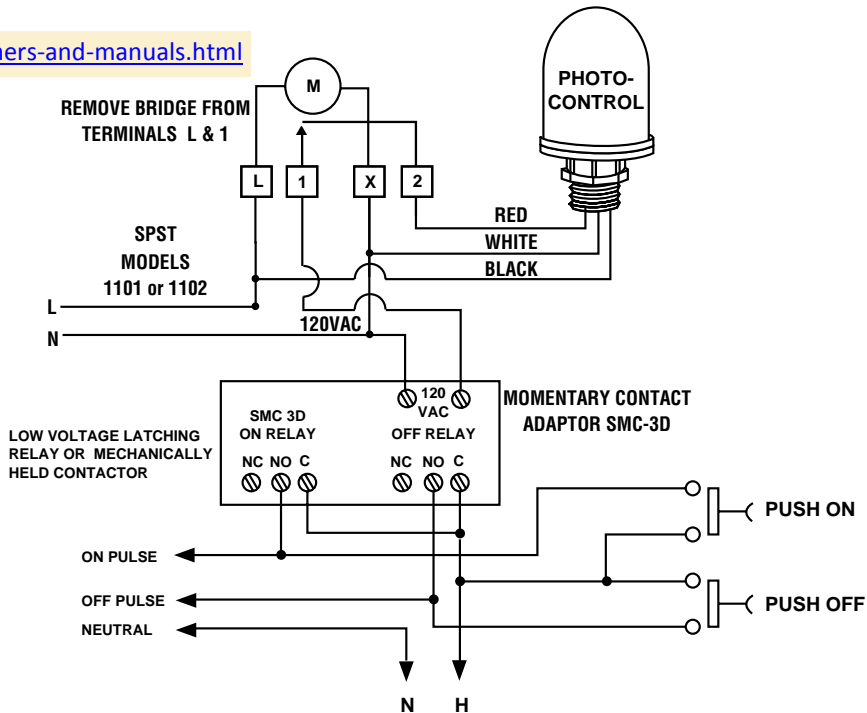 ners-and-manuals.html
M
PHOTO-
CONTROL
REMOVE BRIDGE FROM
TERMINALS L & 1
L
1
X
2
RED
WHITE
BLACK
SPST
MODELS
1101 or 1102
L
N
120VAC
120
VAC
SMC 3D
ON RELAY
OFF RELAY
NC NO C
NC NO C
MOMENTARY CONTACT
ADAPTOR SMC-3D
LOW VOLTAGE LATCHING
RELAY OR MECHANICALLY
HELD CONTACTOR
PUSH ON
PUSH OFF
ON PULSE
OFF PULSE
NEUTRAL
N
H